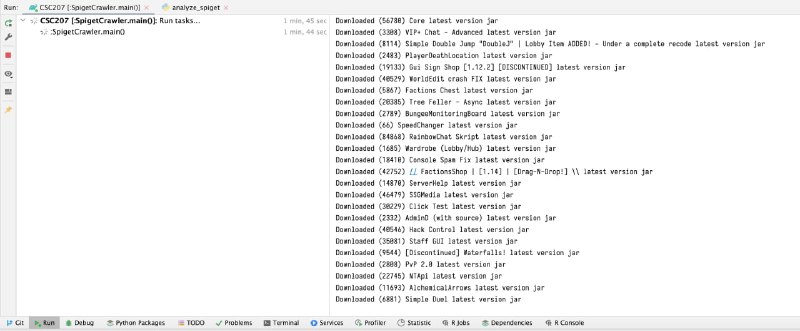 Run: CSC207 [:SpigetCrawler.main()] × analyze_spiget ×
CSC207 [:SpigetCrawler.main()]: Run tasks... 1 min, 45 sec
:SpigetCrawler.main() 1 min, 44 sec
Downloaded (56780) Core latest version jar
Downloaded (3308) VIP+ Chat - Advanced latest version jar
Downloaded (8114) Simple Double Jump "DoubleJ" | Lobby Item ADDED! - Under a complete recode latest version jar
Downloaded (2483) PlayerDeathLocation latest version jar
Downloaded (19133) Gui Sign Shop [1.12.2] [DISCONTINUED] latest version jar
Downloaded (40529) WorldEdit crash FIX latest version jar
Downloaded (5867) Factions Chest latest version jar
Downloaded (20385) Tree Feller - Async latest version jar
Downloaded (2789) BungeeMonitoringBoard latest version jar
Downloaded (66) SpeedChanger latest version jar
Downloaded (84868) RainbowChat Skript latest version jar
Downloaded (1685) Wardrobe (Lobby/Hub) latest version jar
Downloaded (18410) Console Spam Fix latest version jar
Downloaded (42752) // FactionsShop | [1.14] | [Drag-N-Drop!] \\ latest version jar
Downloaded (14870) ServerHelp latest version jar
Downloaded (46479) SSGMedia latest version jar
Downloaded (30229) Click Test latest version jar
Downloaded (2332) AdminD (with source) latest version jar
Downloaded (40546) Hack Control latest version jar
Downloaded (35081) Staff GUI latest version jar
Downloaded (9544) [Discontinued] Waterfalls! latest version jar
Downloaded (2808) PvP 2.0 latest version jar
Downloaded (22745) NTApi latest version jar
Downloaded (11693) AlchemicalArrows latest version jar
Downloaded (6881) Simple Duel latest version jar
Git Run Debug Python Packages TODO Problems Terminal Services Profiler Statistic R Jobs Dependencies R Console